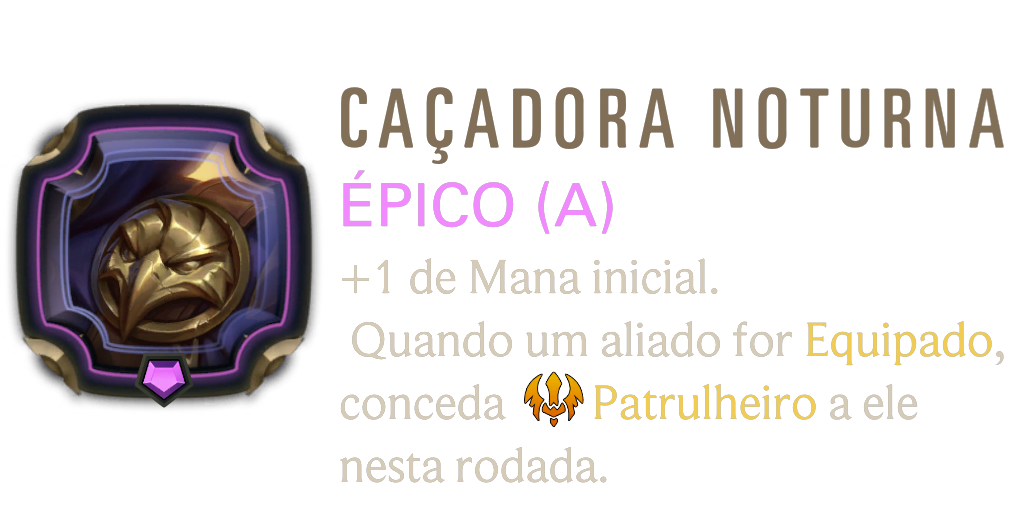 CAÇADORA NOTURNA
ÉPICO (A)
+1 de Mana inicial.
Quando um aliado for Equipado,
conceda Patrulheiro a ele
nesta rodada.